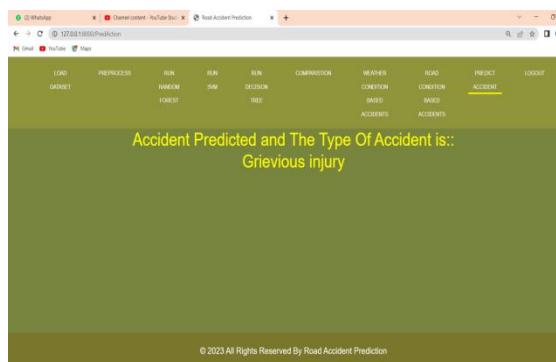 (2) WhatsApp
Channel content - YouTube Studio
Road Accident Prediction
127.0.0.1:8000/Prediction
Gmail YouTube Maps
LOAD DATASET
PREPROCESS
RUN RANDOM FOREST
RUN SVM
RUN DECISION TREE
WEATHER CONDITION BASED ACCIDENTS
ROAD CONDITION BASED ACCIDENTS
PREDICT ACCIDENT
LOGOUT
Accident Predicted and The Type Of Accident is::
Grievious injury
© 2023 All Rights Reserved By Road Accident Prediction